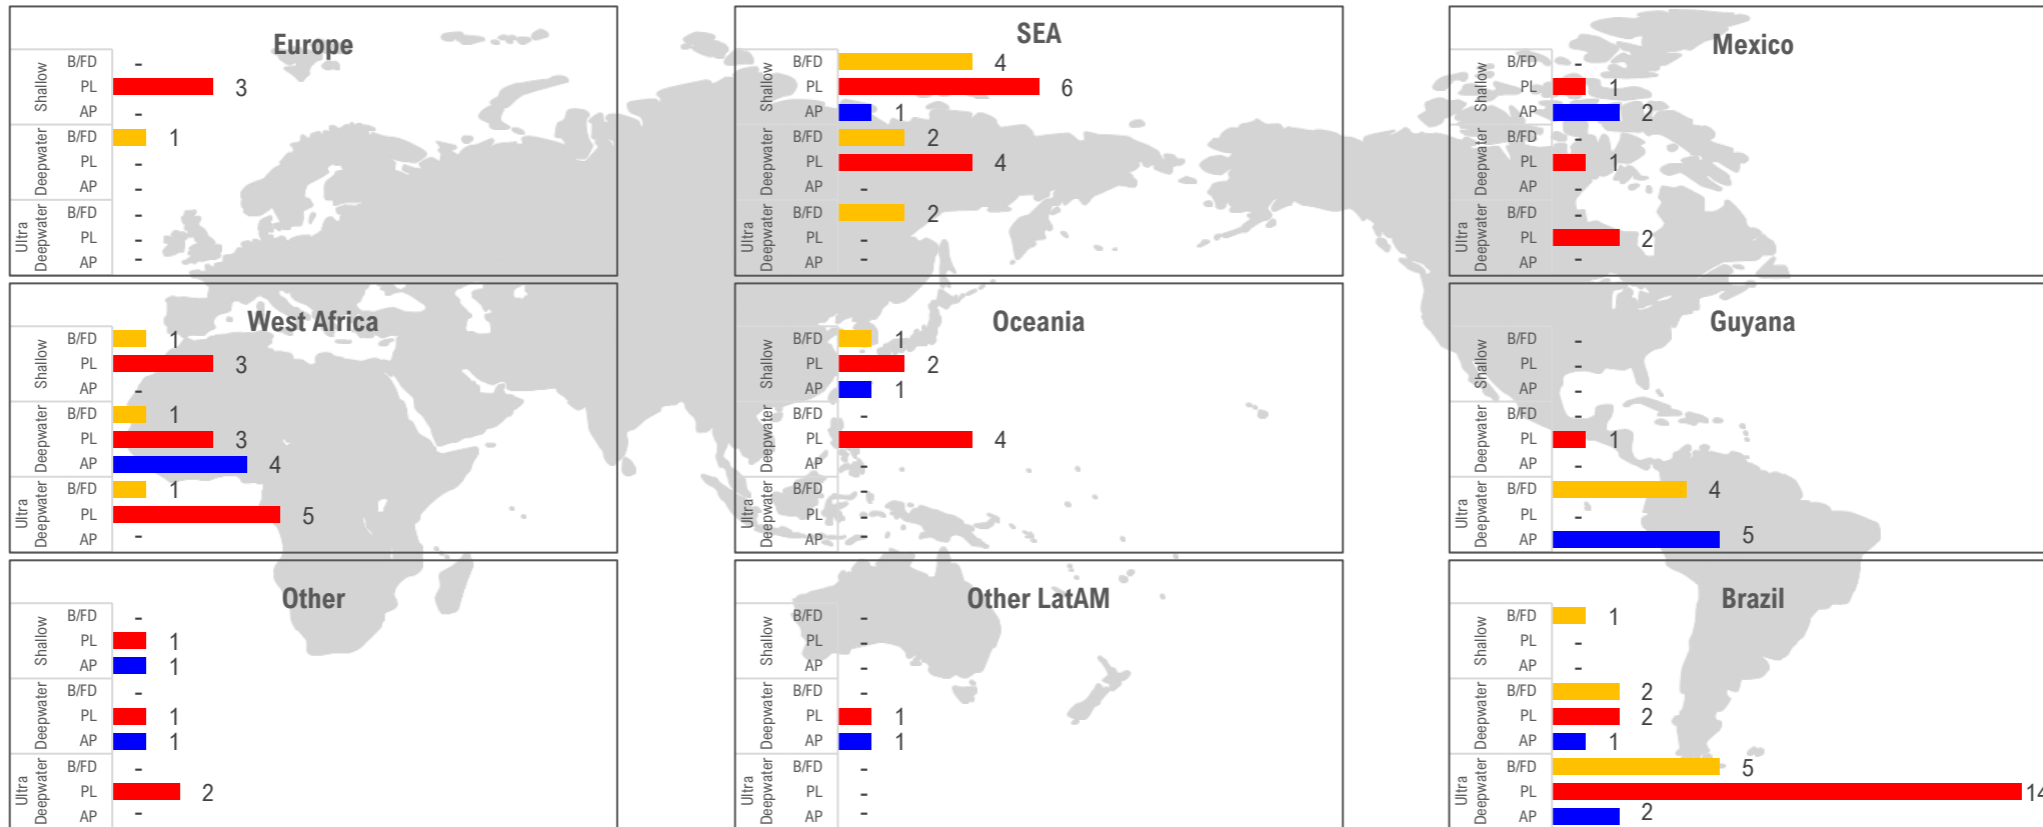 Europe
Shallow
B/FD -
PL 3
AP -
Deepwater
B/FD 1
PL -
AP -
Ultra
Deepwater
B/FD -
PL -
AP -
SEA
Shallow
B/FD 4
PL 6
AP 1
Deepwater
B/FD 2
PL 4
AP -
Ultra
Deepwater
B/FD 2
PL -
AP -
Mexico
Shallow
B/FD -
PL 1
AP 2
Deepwater
B/FD -
PL 1
AP -
Ultra
Deepwater
B/FD -
PL 2
AP -
West Africa
Shallow
B/FD 1
PL 3
AP -
Deepwater
B/FD 1
PL 3
AP 4
Ultra
Deepwater
B/FD 1
PL 5
AP -
Oceania
Shallow
B/FD 1
PL 2
AP 1
Deepwater
B/FD -
PL 4
AP -
Ultra
Deepwater
B/FD -
PL -
AP -
Guyana
Shallow
B/FD -
PL -
AP -
Deepwater
B/FD -
PL 1
AP -
Ultra
Deepwater
B/FD 4
PL -
AP 5
Other
Shallow
B/FD -
PL 1
AP 1
Deepwater
B/FD -
PL 1
AP 1
Ultra
Deepwater
B/FD -
PL 2
AP -
Other LatAM
Shallow
B/FD -
PL -
AP -
Deepwater
B/FD -
PL 1
AP 1
Ultra
Deepwater
B/FD -
PL -
AP -
Brazil
Shallow
B/FD 1
PL -
AP -
Deepwater
B/FD 2
PL 2
AP 1
Ultra
Deepwater
B/FD 5
PL 14
AP 2